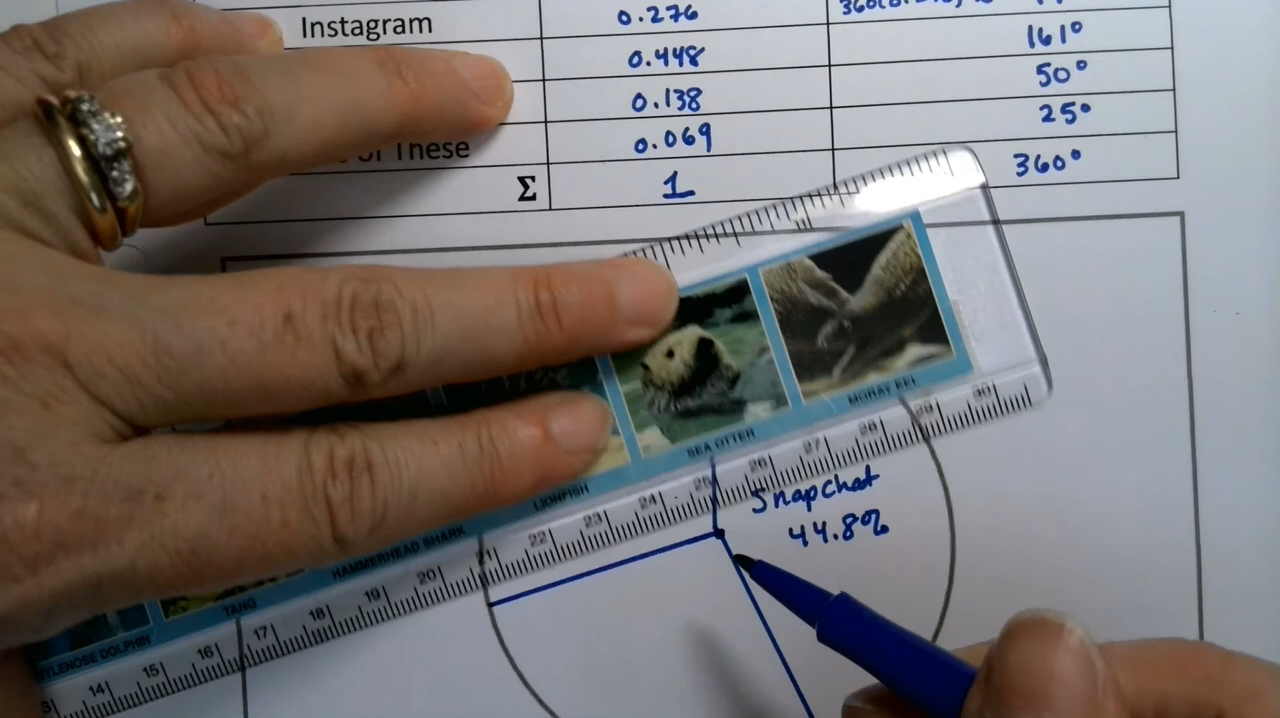 Instagram 0.276
0.448 161°
0.138 50°
of These 0.069 25°
Σ 1 360°
SEA OTTER
MORAY EEL
LIONFISH
HAMMERHEAD SHARK
TANG
13 14 15 16 17 18 19 20 21 22 23 24 25 26 27 28 29 30
Snapchat
44.8%